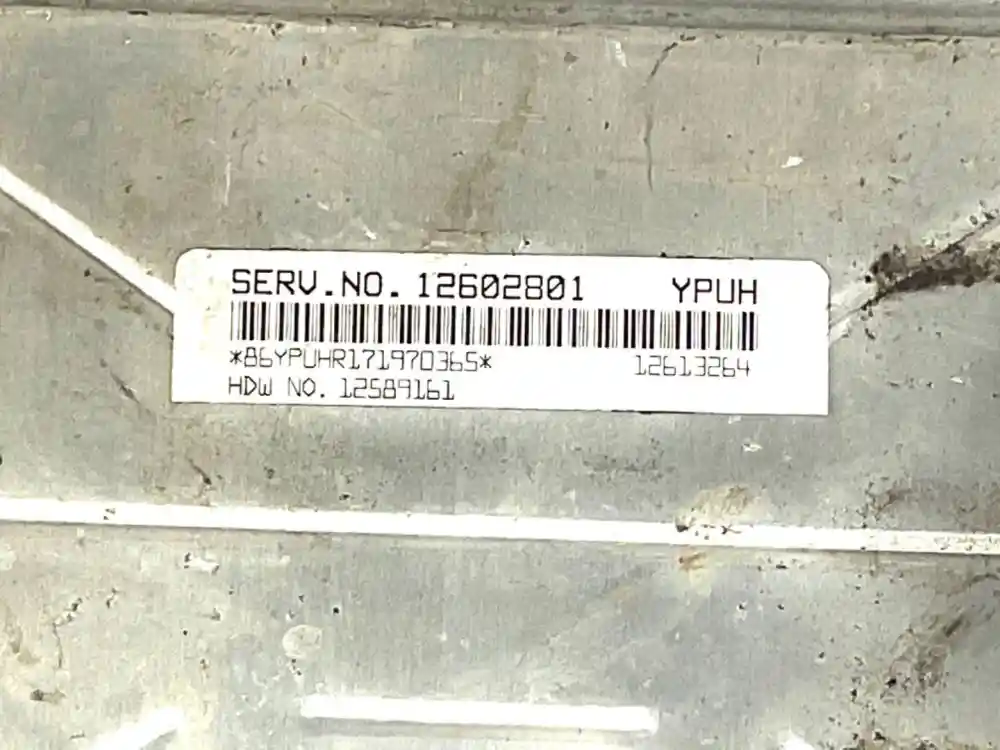 SERV.NO. 12602801 YPUH
*86YPUHR171970365* 12613264
HDW NO. 12589161